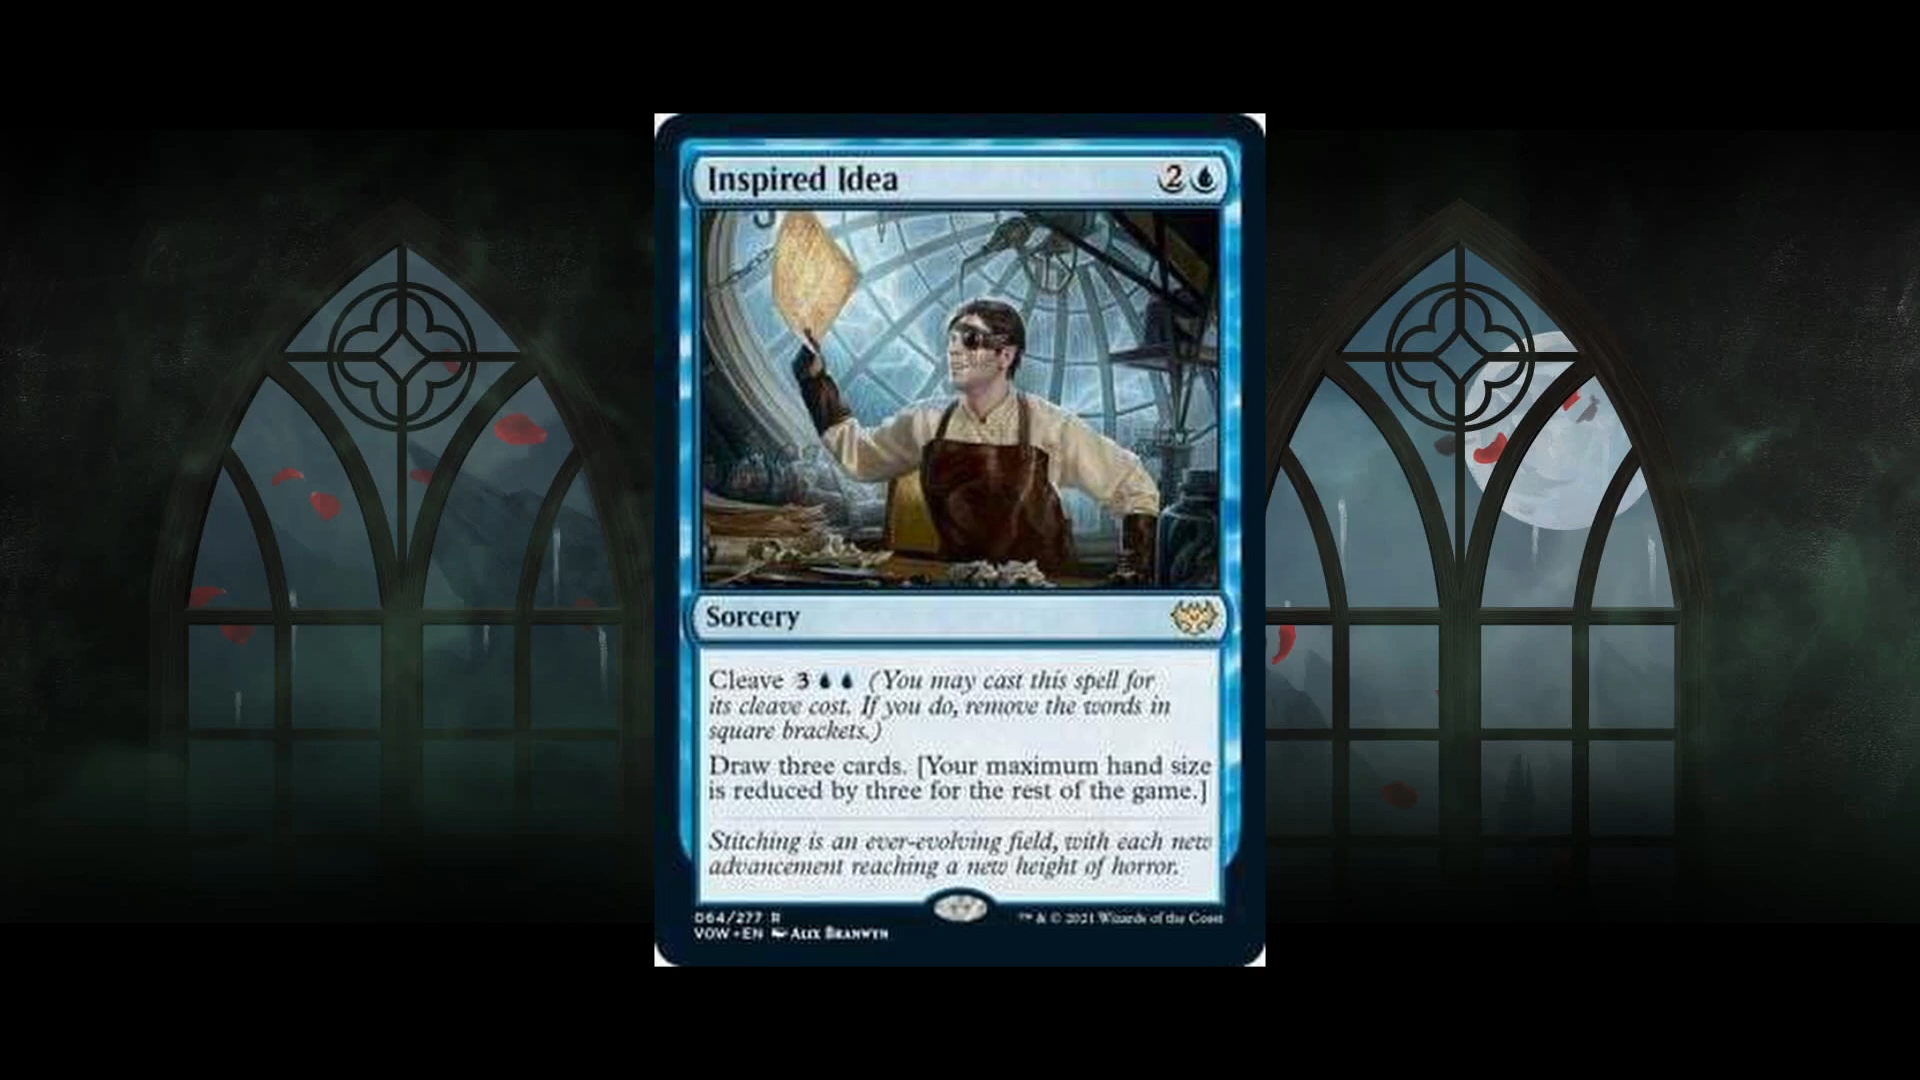 Inspired Idea 2
Sorcery
Cleave 3 (You may cast this spell for
its cleave cost. If you do, remove the words in
square brackets.)
Draw three cards. [Your maximum hand size
is reduced by three for the rest of the game.]
Stitching is an ever-evolving field, with each new
advancement reaching a new height of horror.
064/277 R
™ & © 2021 Wizards of the Coast
VOW • EN ALIX BRANWYN